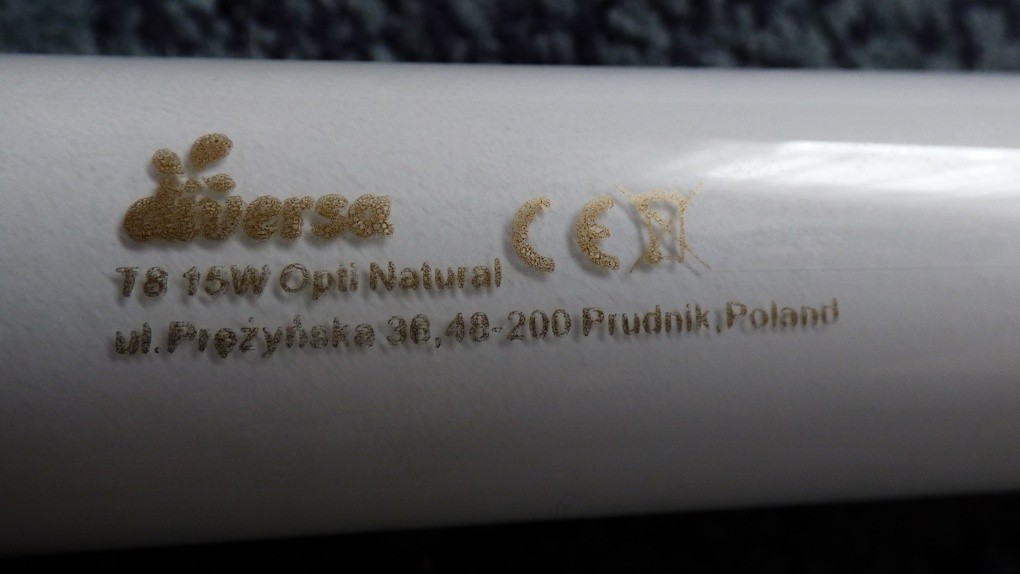 diversa CE
T8 15W Opti Natural
ul.Prężyńska 36,48-200 Prudnik,Poland